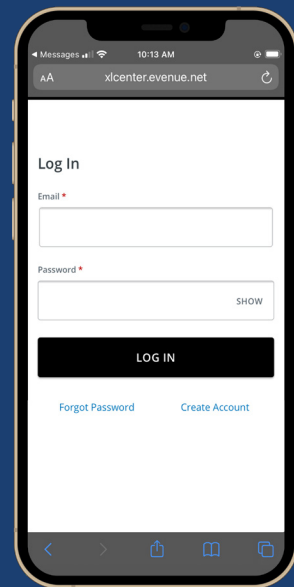 Messages 10:13 AM
AA xlcenter.evenue.net
Log In
Email *
Password *
SHOW
LOG IN
Forgot Password Create Account